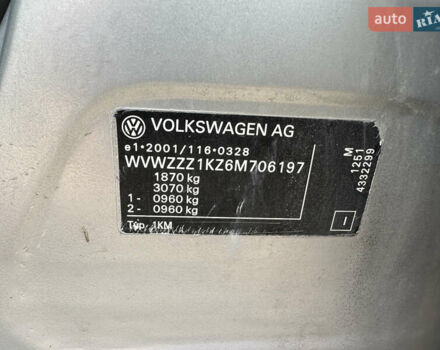 auto RIA
VOLKSWAGEN AG
e1*2001/116*0328
WVWZZZ1KZ6M706197
1870 kg
3070 kg
1- 0960 kg
2- 0960 kg
Typ 1KM
M
1251
4332299
I